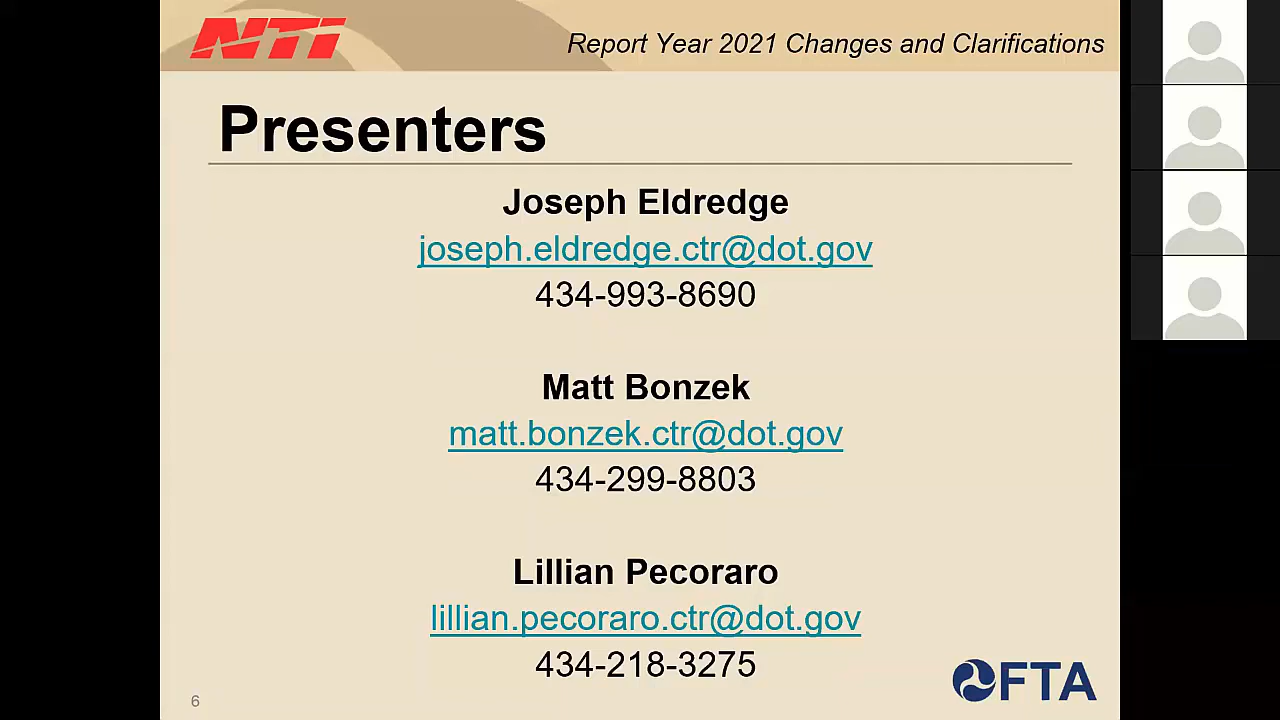 NTI
Report Year 2021 Changes and Clarifications
Presenters
Joseph Eldredge
joseph.eldredge.ctr@dot.gov
434-993-8690
Matt Bonzek
matt.bonzek.ctr@dot.gov
434-299-8803
Lillian Pecoraro
lillian.pecoraro.ctr@dot.gov
434-218-3275
6
FTA